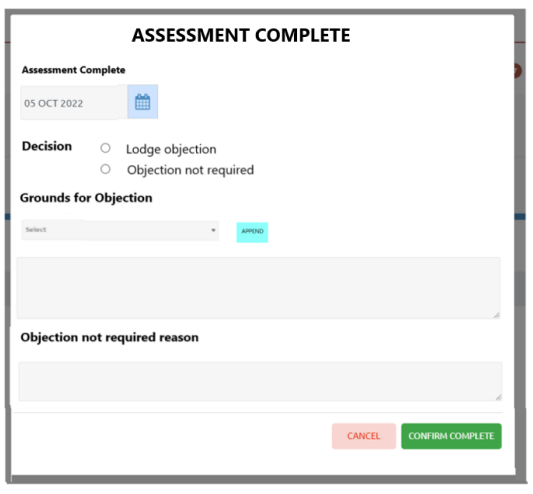 ASSESSMENT COMPLETE
Assessment Complete
05 OCT 2022
Decision
Lodge objection
Objection not required
Grounds for Objection
Select
APPEND
Objection not required reason
CANCEL
CONFIRM COMPLETE